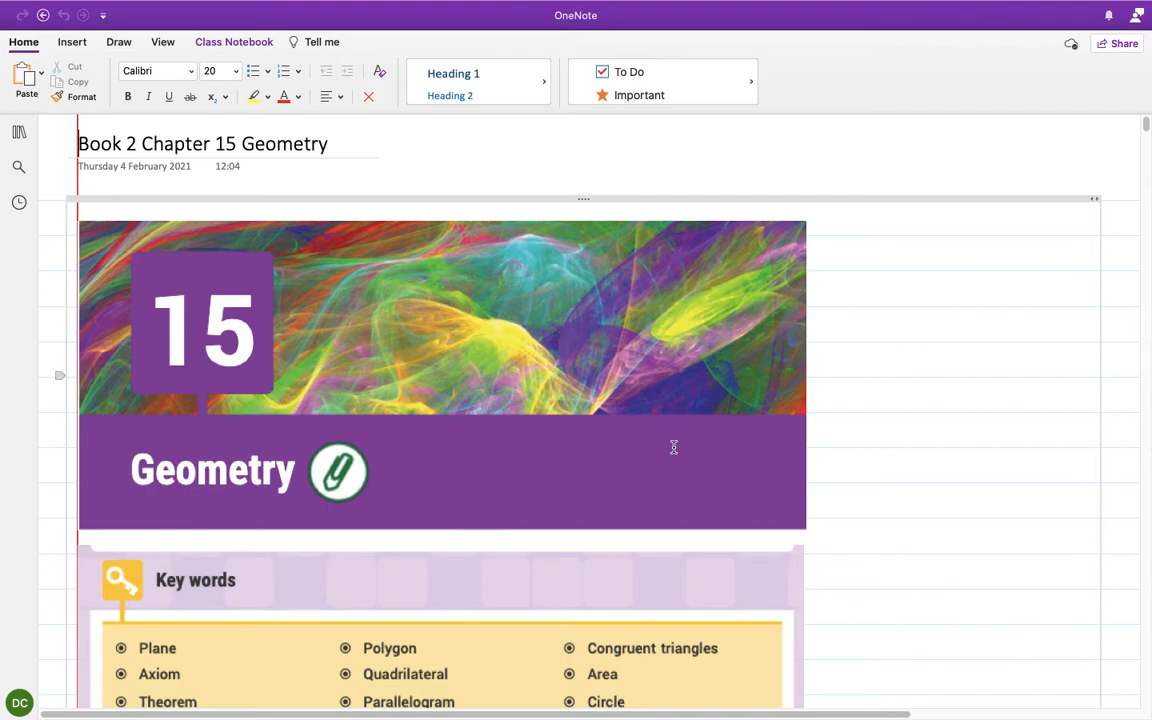 OneNote
Home Insert Draw View Class Notebook Tell me
Share
Paste
Cut
Copy
Format
Calibri 20
B I U ab x₂ A
Heading 1
Heading 2
To Do
Important
Book 2 Chapter 15 Geometry
Thursday 4 February 2021 12:04
15
Geometry
Key words
Plane Polygon Congruent triangles
Axiom Quadrilateral Area
Theorem Parallelogram Circle
DC